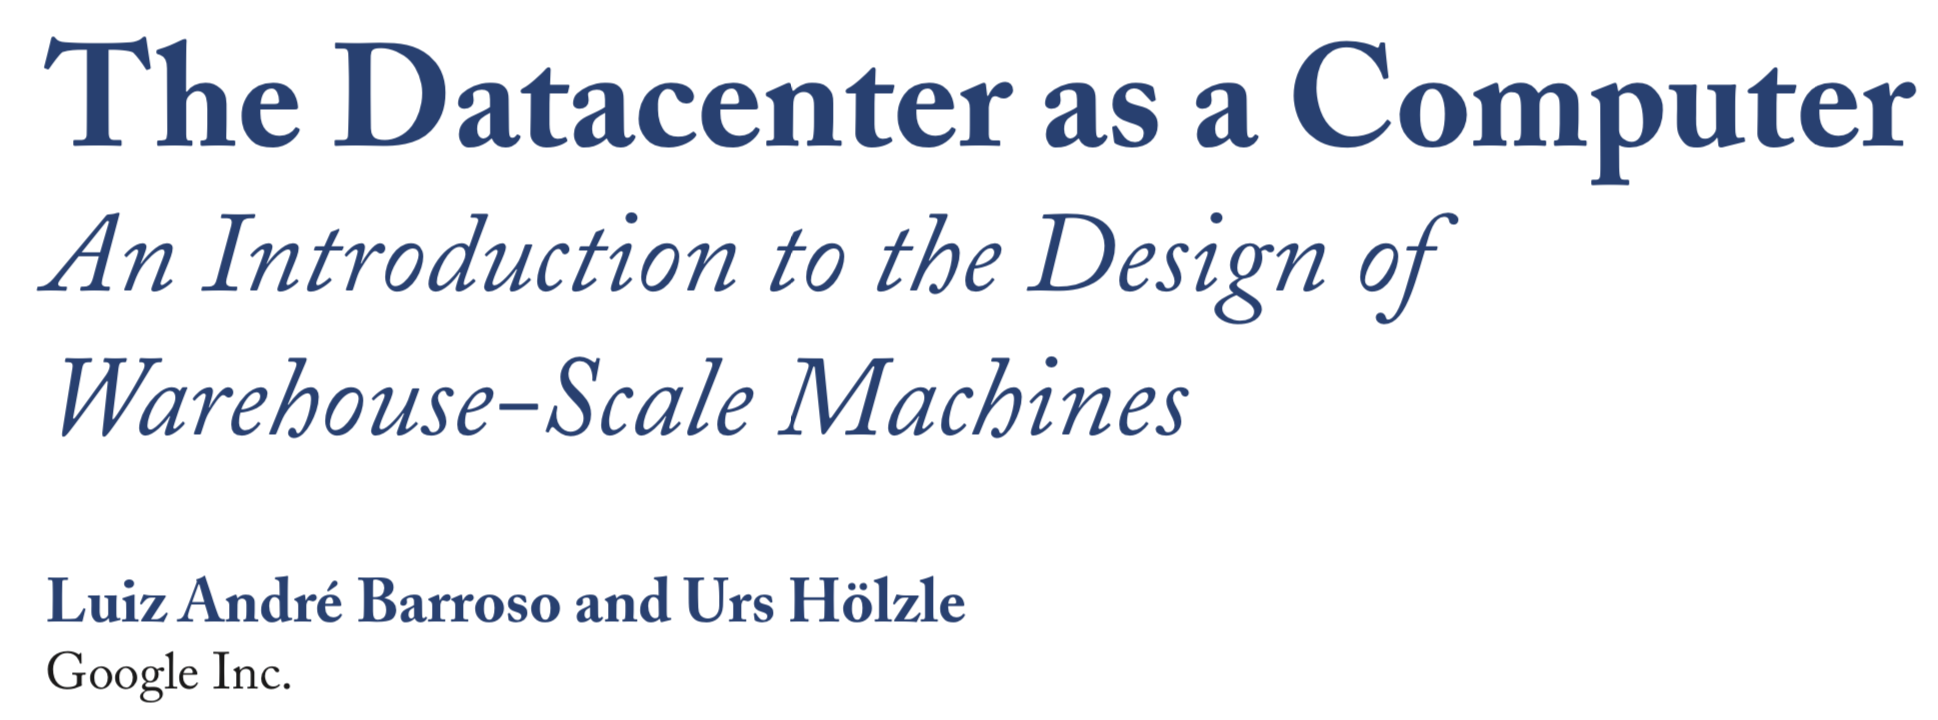 The Datacenter as a Computer
An Introduction to the Design of
Warehouse-Scale Machines
Luiz André Barroso and Urs Hölzle
Google Inc.